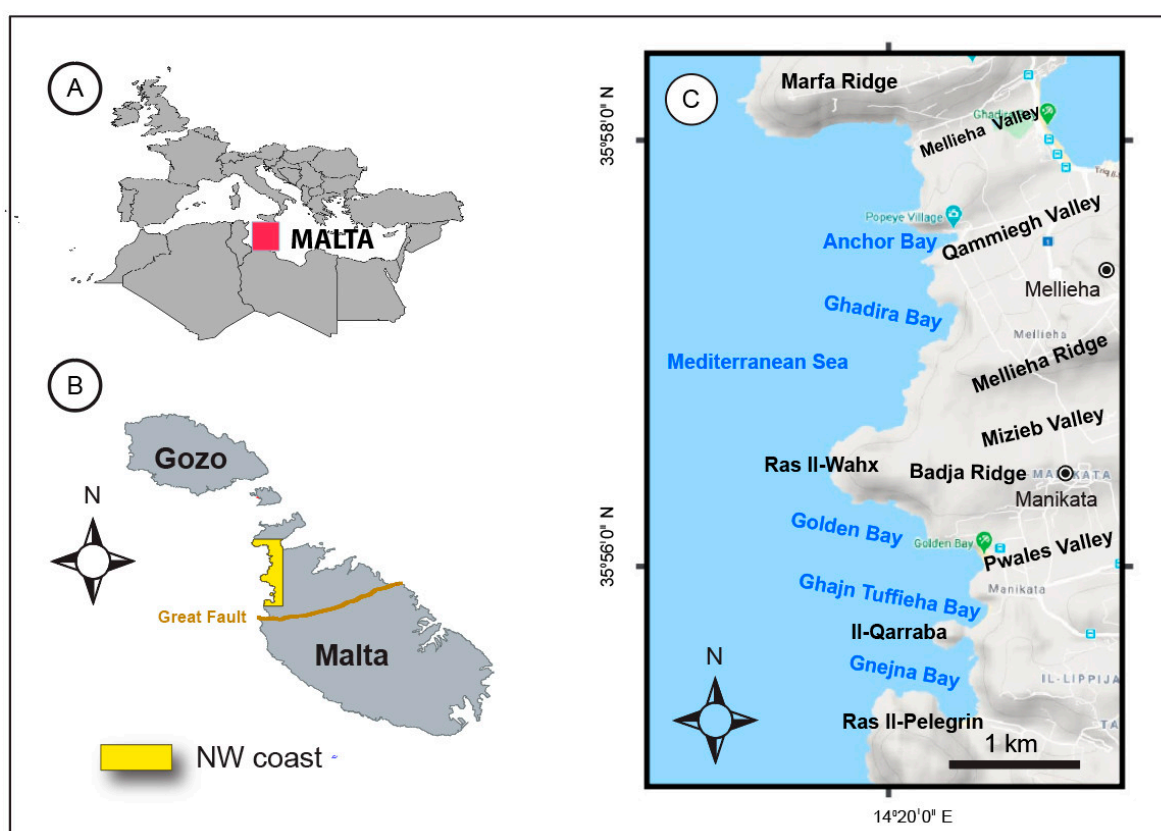 A
MALTA
B
Gozo
N
Great Fault
Malta
NW coast
C
35°58'0" N
35°56'0" N
14°20'0" E
Marfa Ridge
Mellieha Valley
Popeye Village
Anchor Bay
Qammiegh Valley
Mellieha
Ghadira Bay
Mellieha
Mediterranean Sea
Mellieha Ridge
Mizieb Valley
Ras Il-Wahx
Badja Ridge
Manikata
Golden Bay
Golden Bay
Pwales Valley
Ghajn Tuffieha Bay
Manikata
Il-Qarraba
N
Gnejna Bay
IL-LIPPIJA
Ras Il-Pelegrin
TA
1 km